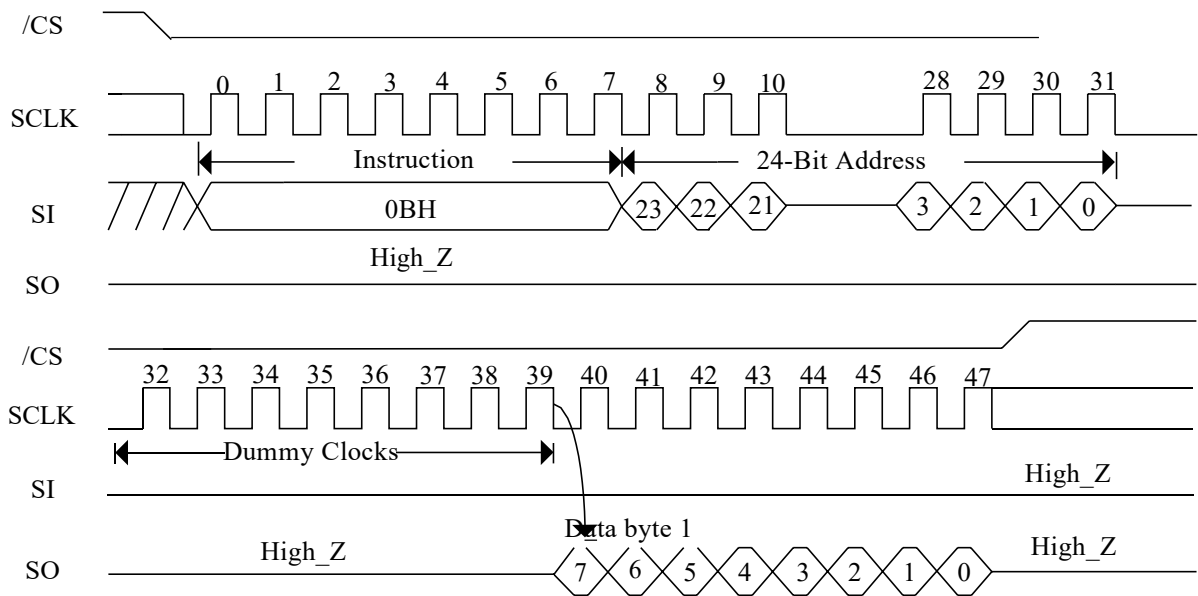 /CS
0 1 2 3 4 5 6 7 8 9 10 28 29 30 31
SCLK
Instruction 24-Bit Address
SI 0BH 23 22 21 3 2 1 0
High_Z
SO
/CS
32 33 34 35 36 37 38 39 40 41 42 43 44 45 46 47
SCLK
Dummy Clocks
High_Z
SI
Data byte 1
High_Z High_Z
SO 7 6 5 4 3 2 1 0